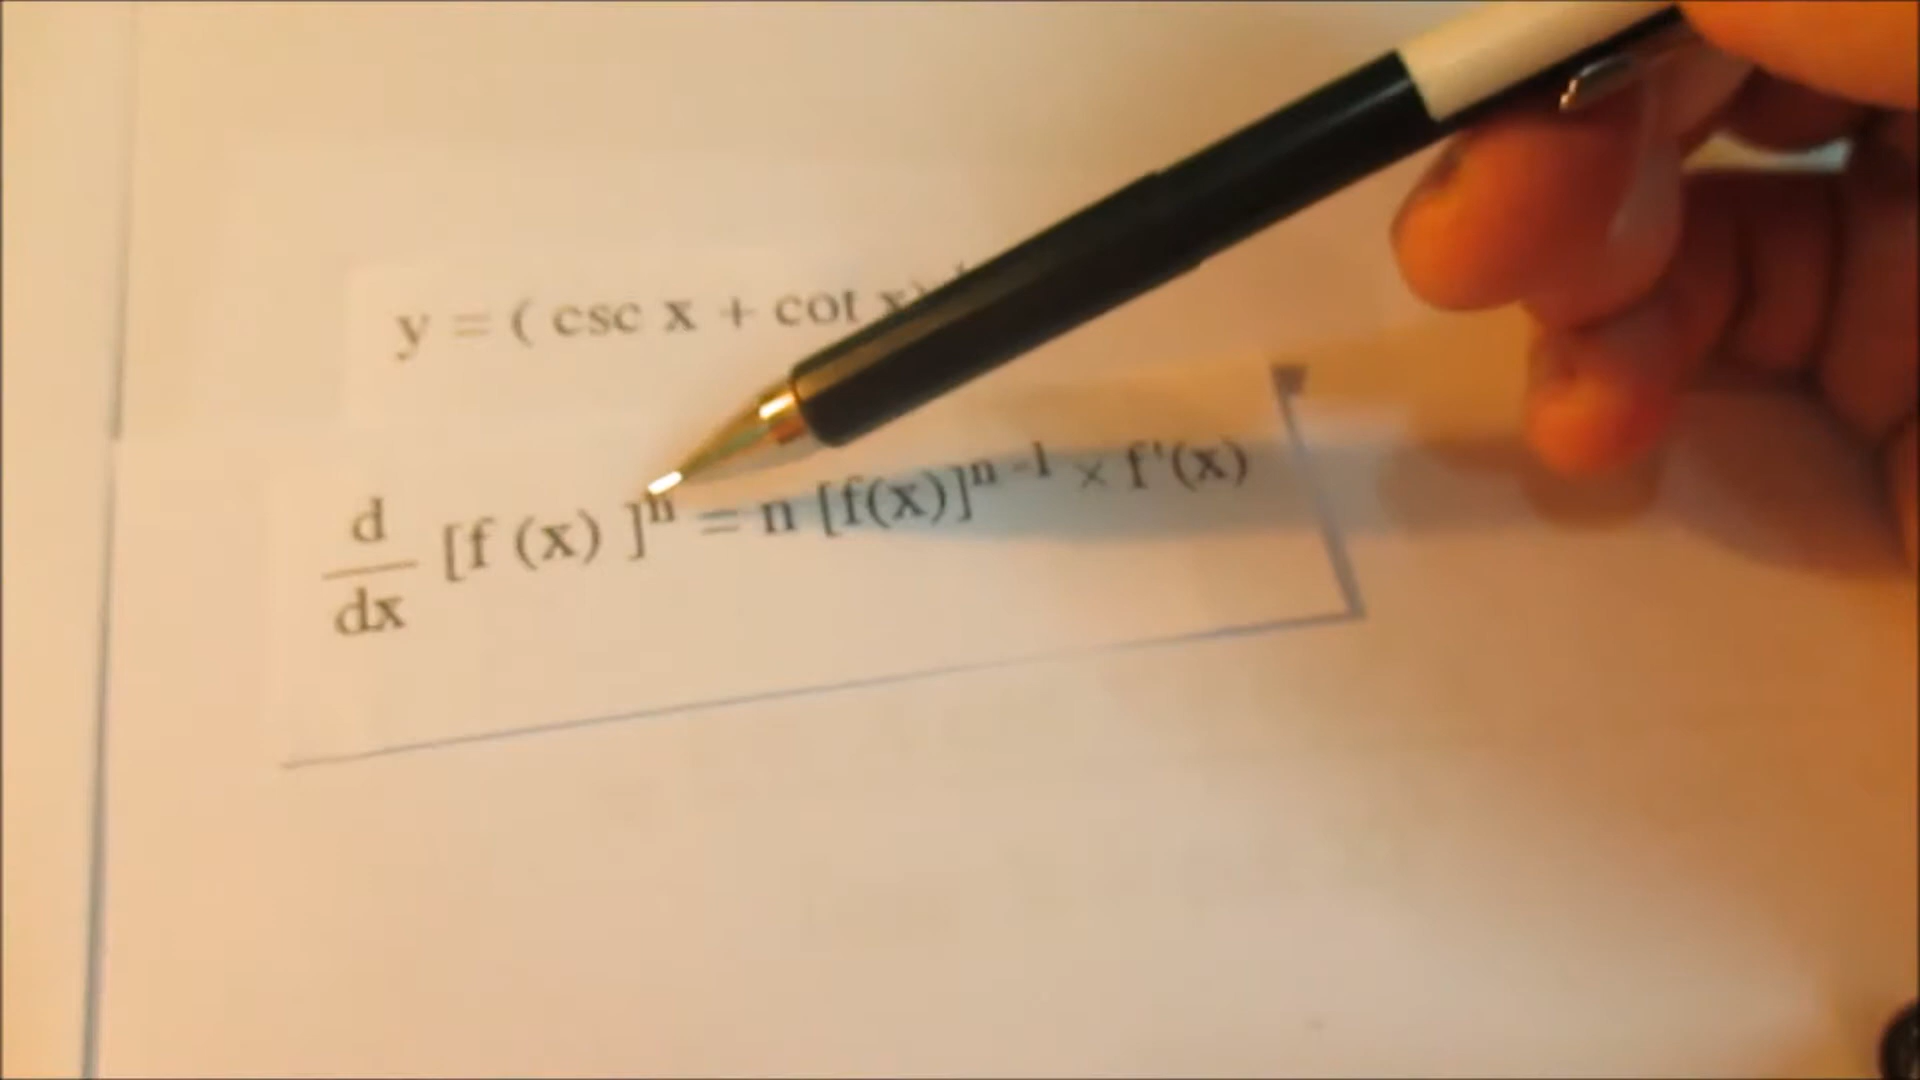 y = ( csc x + cot x)
d/dx [f (x) ]ⁿ = n [f(x)]ⁿ⁻¹ × f'(x)